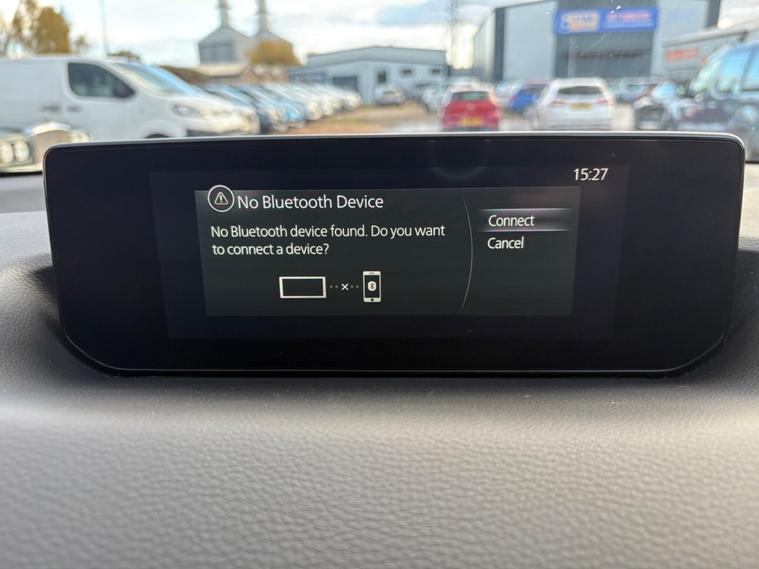 15:27
No Bluetooth Device
No Bluetooth device found. Do you want
to connect a device?
Connect
Cancel